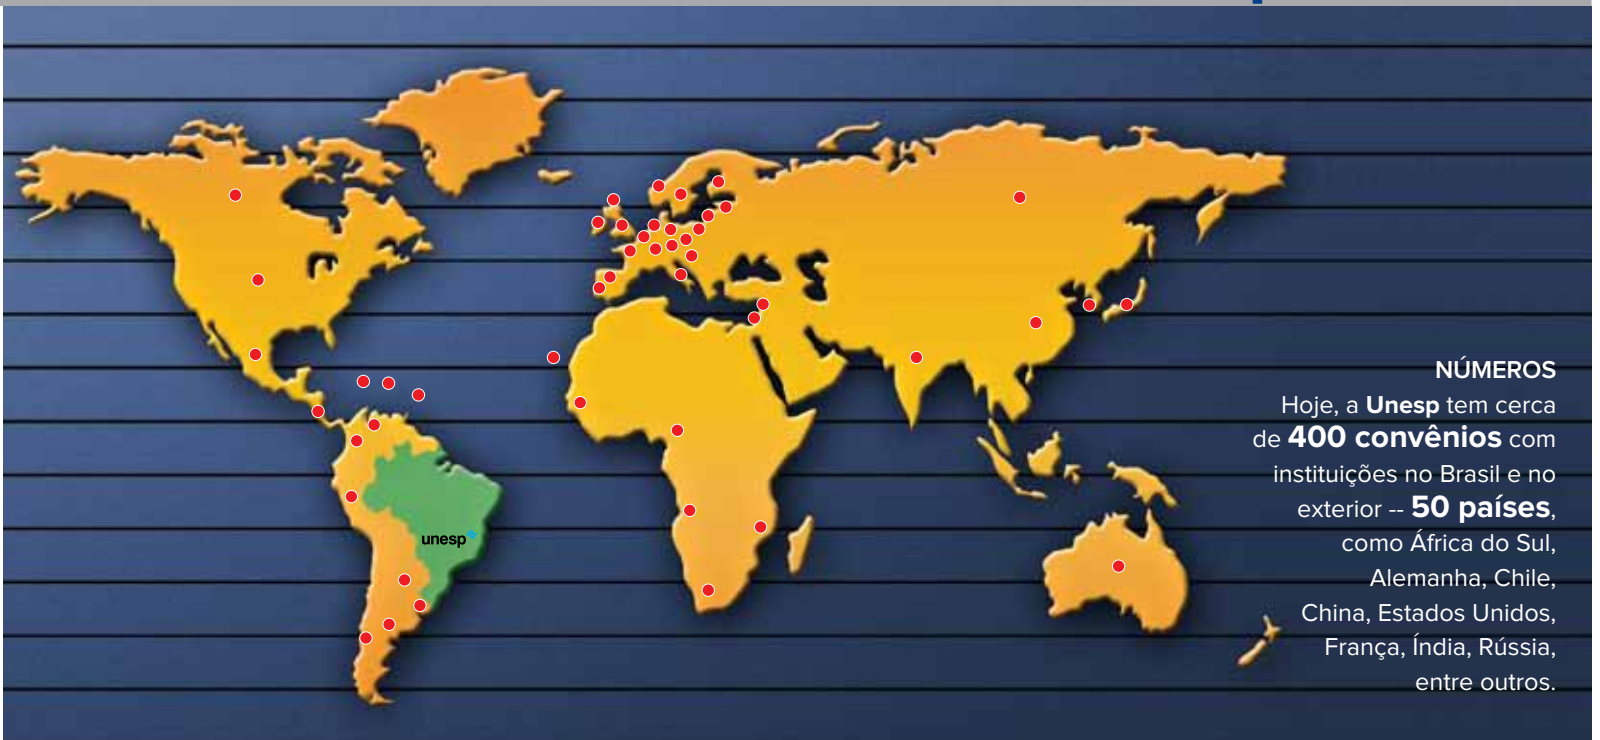 unesp
NÚMEROS
Hoje, a Unesp tem cerca
de 400 convênios com
instituições no Brasil e no
exterior -- 50 países,
como África do Sul,
Alemanha, Chile,
China, Estados Unidos,
França, Índia, Rússia,
entre outros.